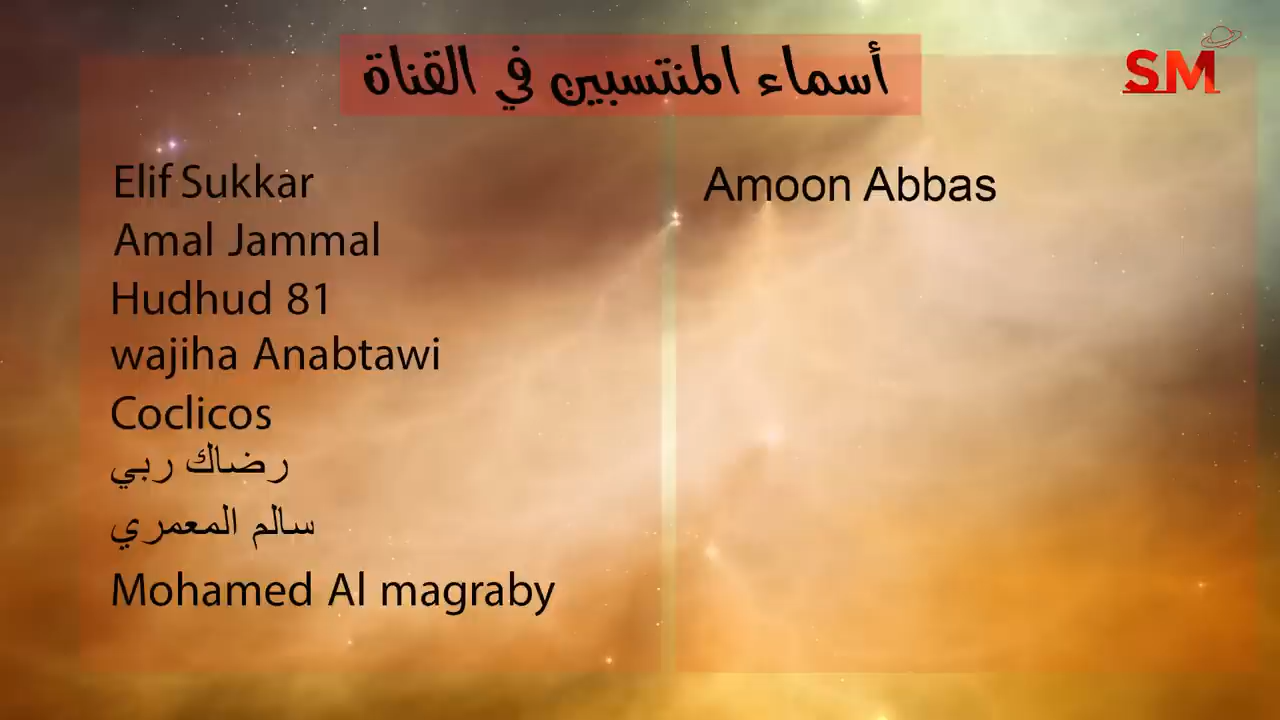 أسماء المنتسبين في القناة
SM
Elif Sukkar
Amal Jammal
Hudhud 81
wajiha Anabtawi
Coclicos
رضاك ربي
سالم المعمري
Mohamed Al magraby
Amoon Abbas